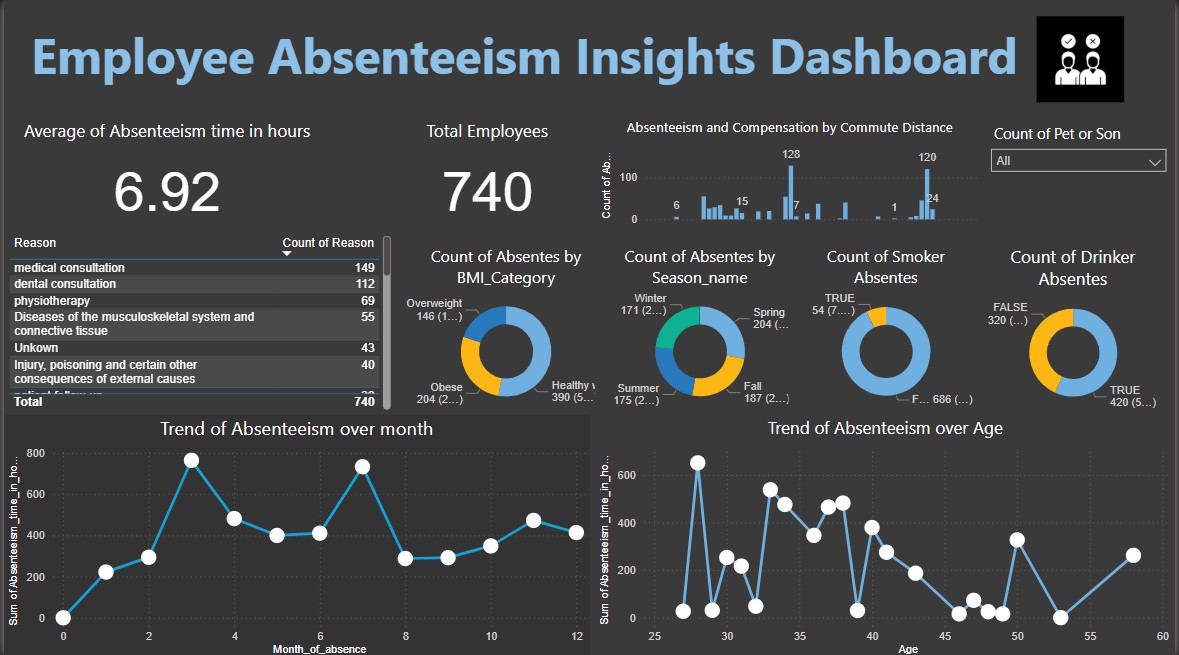 Employee Absenteeism Insights Dashboard
Average of Absenteeism time in hours
6.92
Total Employees
740
Absenteeism and Compensation by Commute Distance
Count of Ab...
100
0
6
15
128
7
1
120
24
Count of Pet or Son
All
Reason
Count of Reason
medical consultation 149
dental consultation 112
physiotherapy 69
Diseases of the musculoskeletal system and
connective tissue
55
Unkown 43
Injury, poisoning and certain other
consequences of external causes
40
Total 740
Count of Absentes by
BMI_Category
Overweight
146 (1...)
Obese
204 (2...)
Healthy
390 (5...
Count of Absentes by
Season_name
Winter
171 (2...)
Spring
204 (...
Summer
175 (2...)
Fall
187 (2...)
Count of Smoker
Absentes
TRUE
54 (7....)
F... 686 (...)
Count of Drinker
Absentes
FALSE
320 (...)
TRUE
420 (5...)
Trend of Absenteeism over month
Sum of Absenteeism_time_in_ho...
800
600
400
200
0
0 2 4 6 8 10 12
Month_of_absence
Trend of Absenteeism over Age
Sum of Absenteeism_time_in_ho...
600
400
200
0
25 30 35 40 45 50 55 60
Age